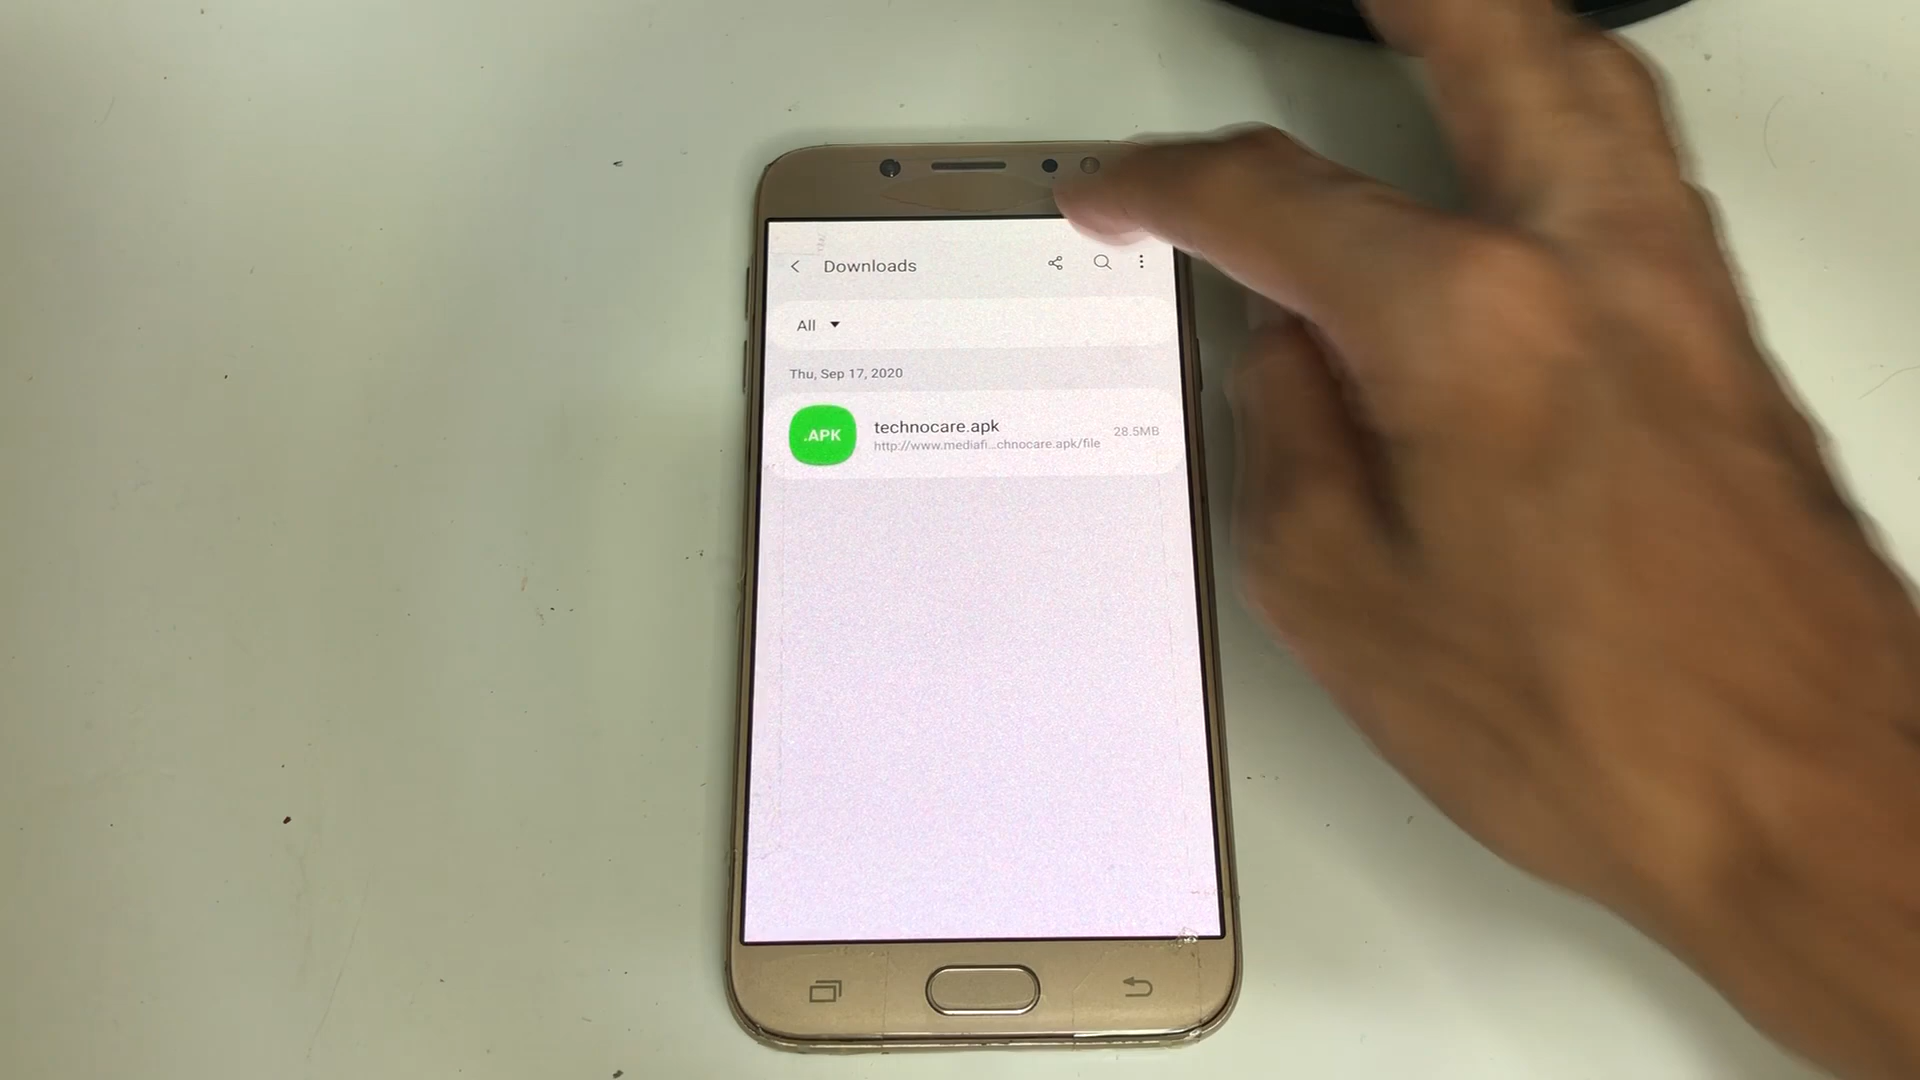 Downloads
All
Thu, Sep 17, 2020
.APK
technocare.apk
28.5MB
http://www.mediafi...chnocare.apk/file